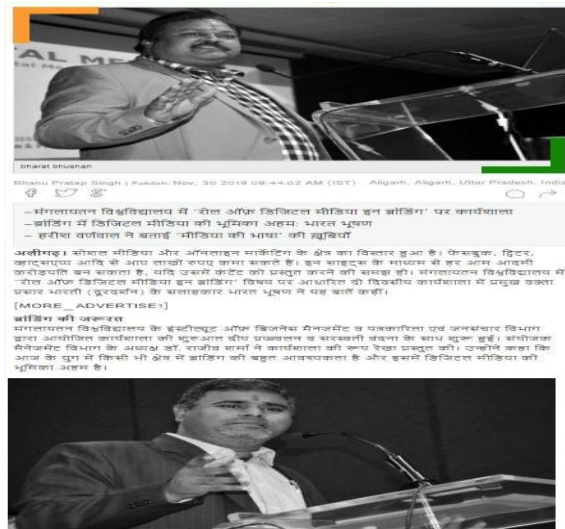 AL ME
tal Me
Bharat Bhushan
Bhanu Pratap Singh | Publish: Nov, 30 2019 09:44:02 AM (IST) Aligarh, Aligarh, Uttar Pradesh, India
–मंगलायतन विश्वविद्यालय में 'रोल ऑफ़ डिजिटल मीडिया इन ब्रांडिंग' पर कार्यशाला
–ब्रांडिंग में डिजिटल मीडिया की भूमिका अहम: भारत भूषण
– हरीश वर्णवाल ने बताई 'मीडिया की भाषा' की खूबियाँ
अलीगढ़। सोशल मीडिया और ऑनलाइन मार्केटिंग के क्षेत्र का विस्तार हुआ है। फेसबुक, ट्विटर,
व्हाट्सएप्प आदि से आप लाखों रुपए कमा सकते हैं। इन साइट्स के माध्यम से हर आम आदमी
करोड़पति बन सकता है, यदि उसमें कंटेंट को प्रस्तुत करने की समझ हो। मंगलायतन विश्वविद्यालय में
'रोल ऑफ़ डिजिटल मीडिया इन ब्रांडिंग' विषय पर आधारित दो दिवसीय कार्यशाला में प्रमुख वक्ता
प्रसार भारती (दूरदर्शन) के सलाहकार भारत भूषण ने यह बातें कहीं।
[MORE_ADVERTISE1]
ब्रांडिंग की जरूरत
मंगलायतन विश्वविद्यालय के इंस्टीट्यूट ऑफ़ बिजनेस मैनेजमेंट व पत्रकारिता एवं जनसंचार विभाग
द्वारा आयोजित कार्यशाला की शुरुआत दीप प्रज्ज्वलन व सरस्वती वंदना के साथ शुरू हुई। संयोजक
मैनेजमेंट विभाग के अध्यक्ष डॉ. राजीव शर्मा ने कार्यशाला की रूप रेखा प्रस्तुत की। उन्होंने कहा कि
आज के युग में किसी भी क्षेत्र में ब्रांडिंग की बहुत आवश्यकता है और इसमें डिजिटल मीडिया की
भूमिका अहम है।